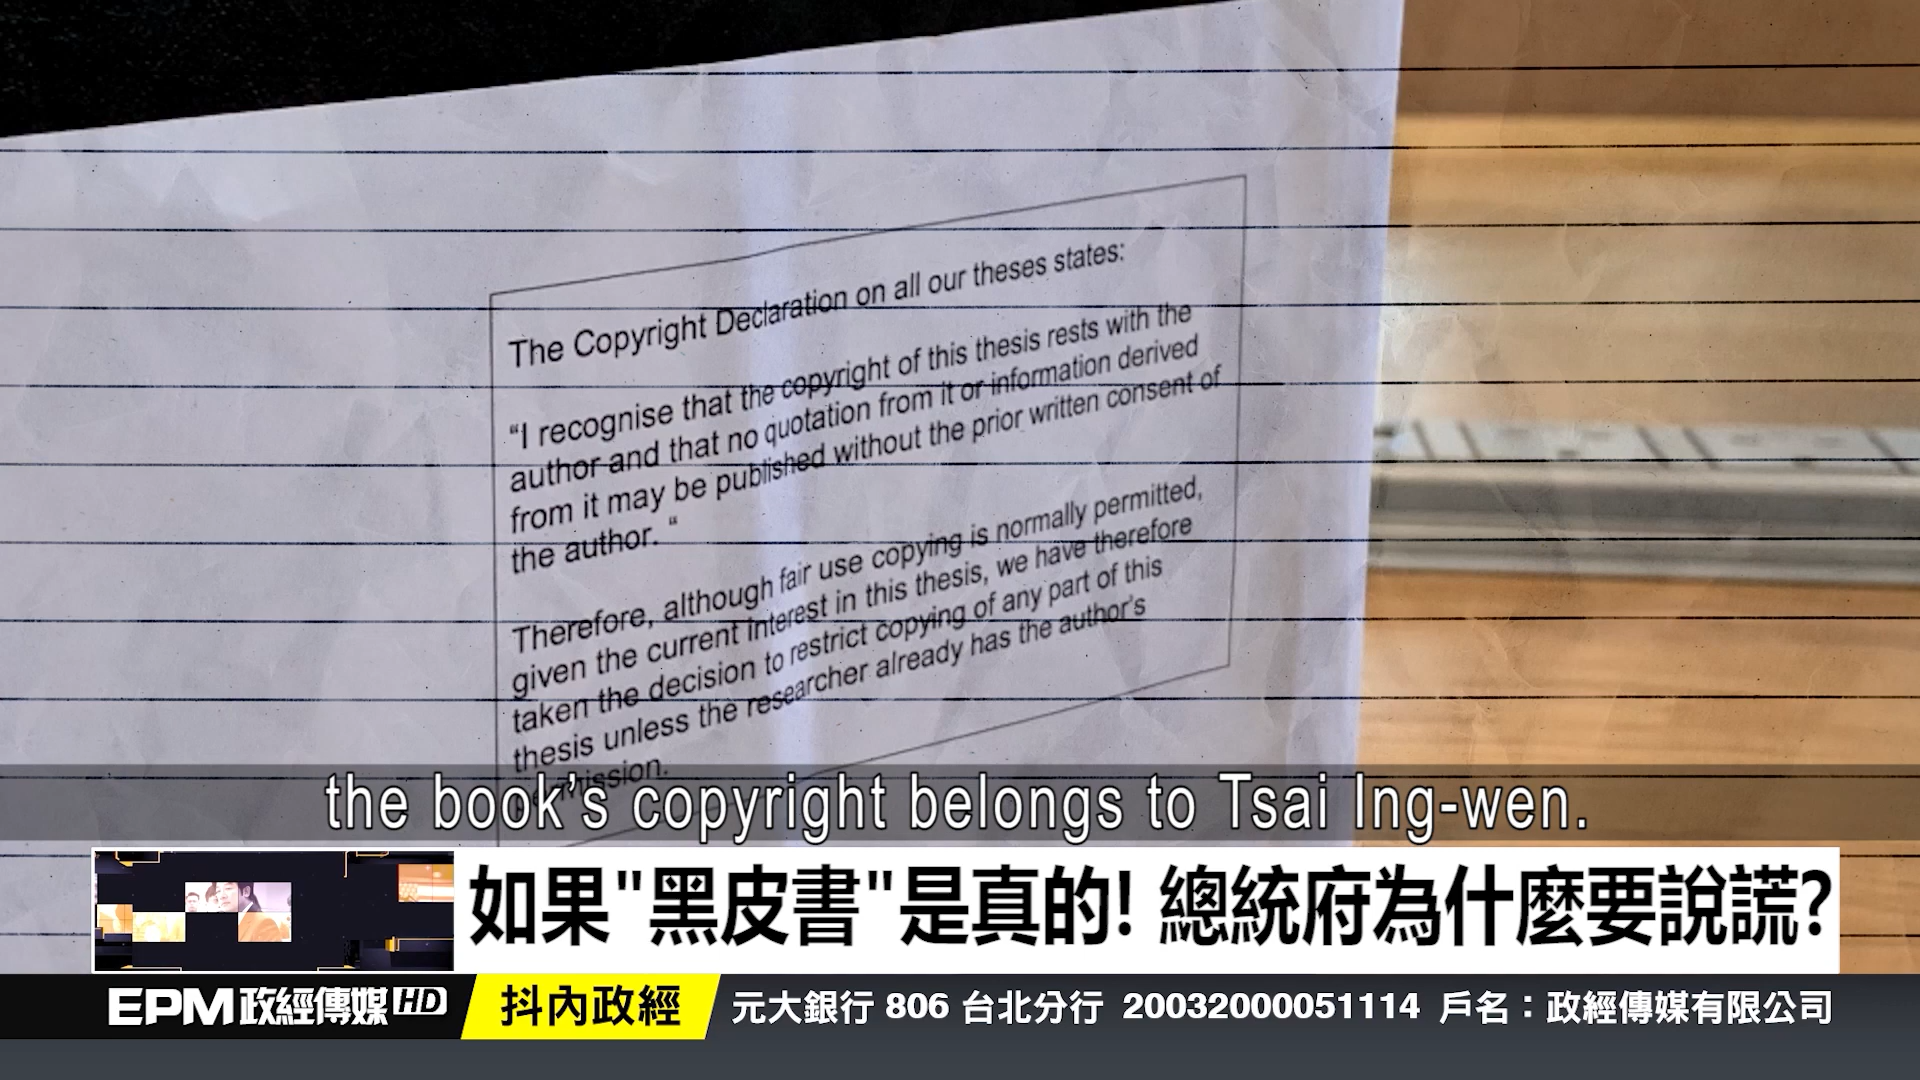 The Copyright Declaration on all our theses states:
“I recognise that the copyright of this thesis rests with the
author and that no quotation from it or information derived
from it may be published without the prior written consent of
the author. “
Therefore, although fair use copying is normally permitted,
given the current interest in this thesis, we have therefore
taken the decision to restrict copying of any part of this
thesis unless the researcher already has the author's
permission.
the book’s copyright belongs to Tsai Ing-wen.
如果"黑皮書"是真的! 總統府為什麼要說謊?
EPM政經傳媒HD 抖內政經 元大銀行 806 台北分行 20032000051114 戶名：政經傳媒有限公司